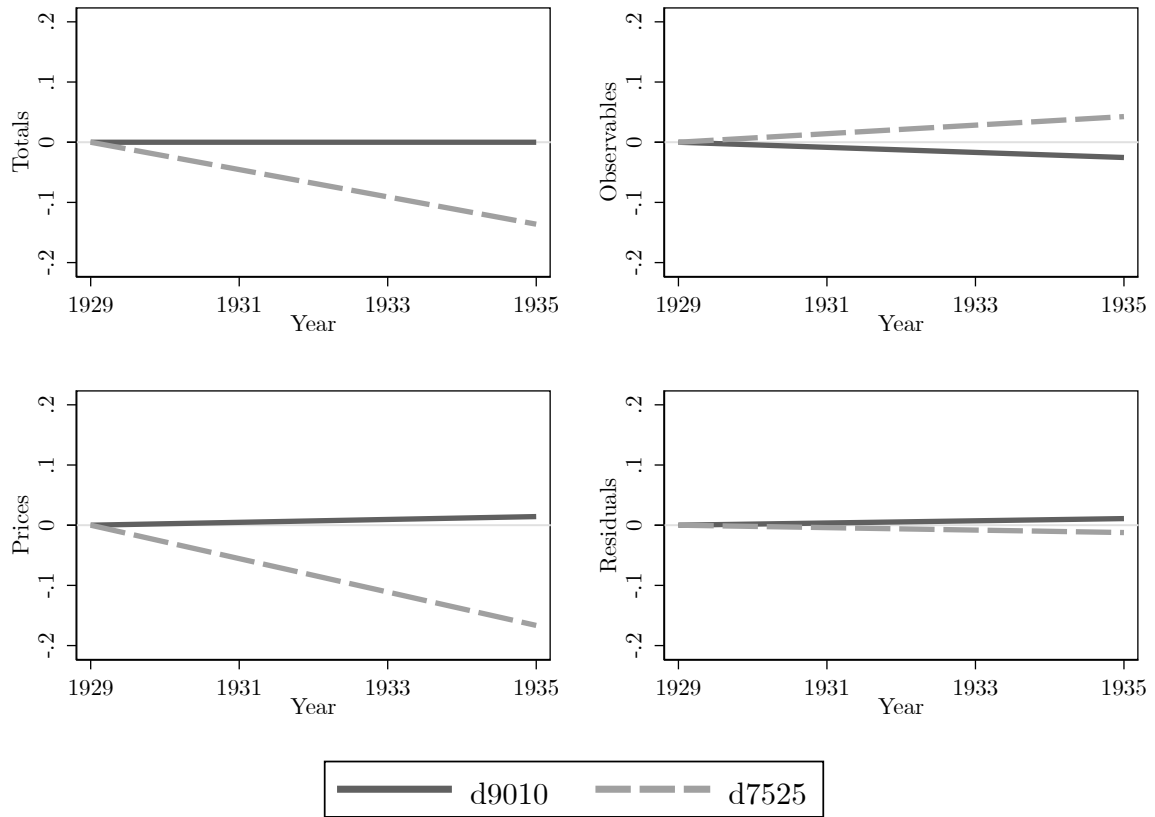 Totals
.2
.1
0
-.1
-.2
1929 1931 1933 1935
Year
Observables
.2
.1
0
-.1
-.2
1929 1931 1933 1935
Year
Prices
.2
.1
0
-.1
-.2
1929 1931 1933 1935
Year
Residuals
.2
.1
0
-.1
-.2
1929 1931 1933 1935
Year
d9010 d7525